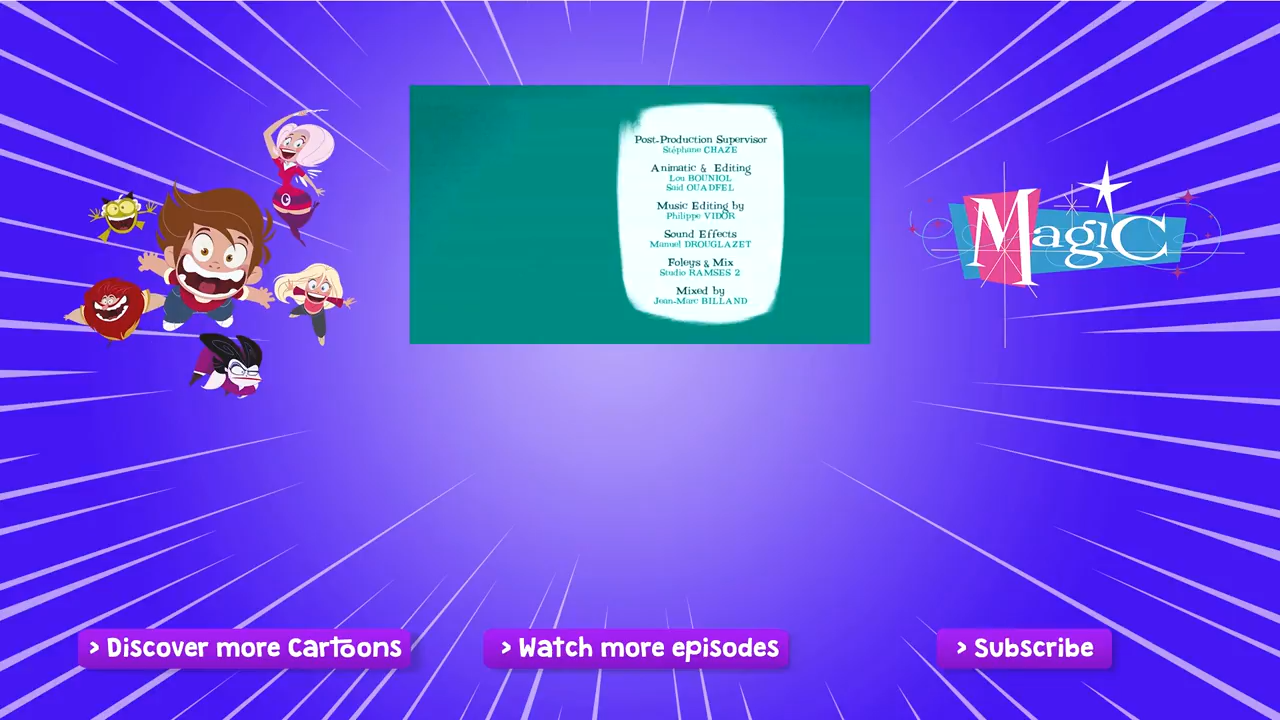 Post-Production Supervisor
Stéphane CHAZE
Animatic & Editing
Lou BOUNIOL
Saïd OUADFEL
Music Editing by
Philippe VIDOR
Sound Effects
Manuel DROUGLAZET
Foleys & Mix
Studio RAMSES 2
Mixed by
Jean-Marc BILLAND
MagiC
> Discover more Cartoons
> Watch more episodes
> Subscribe